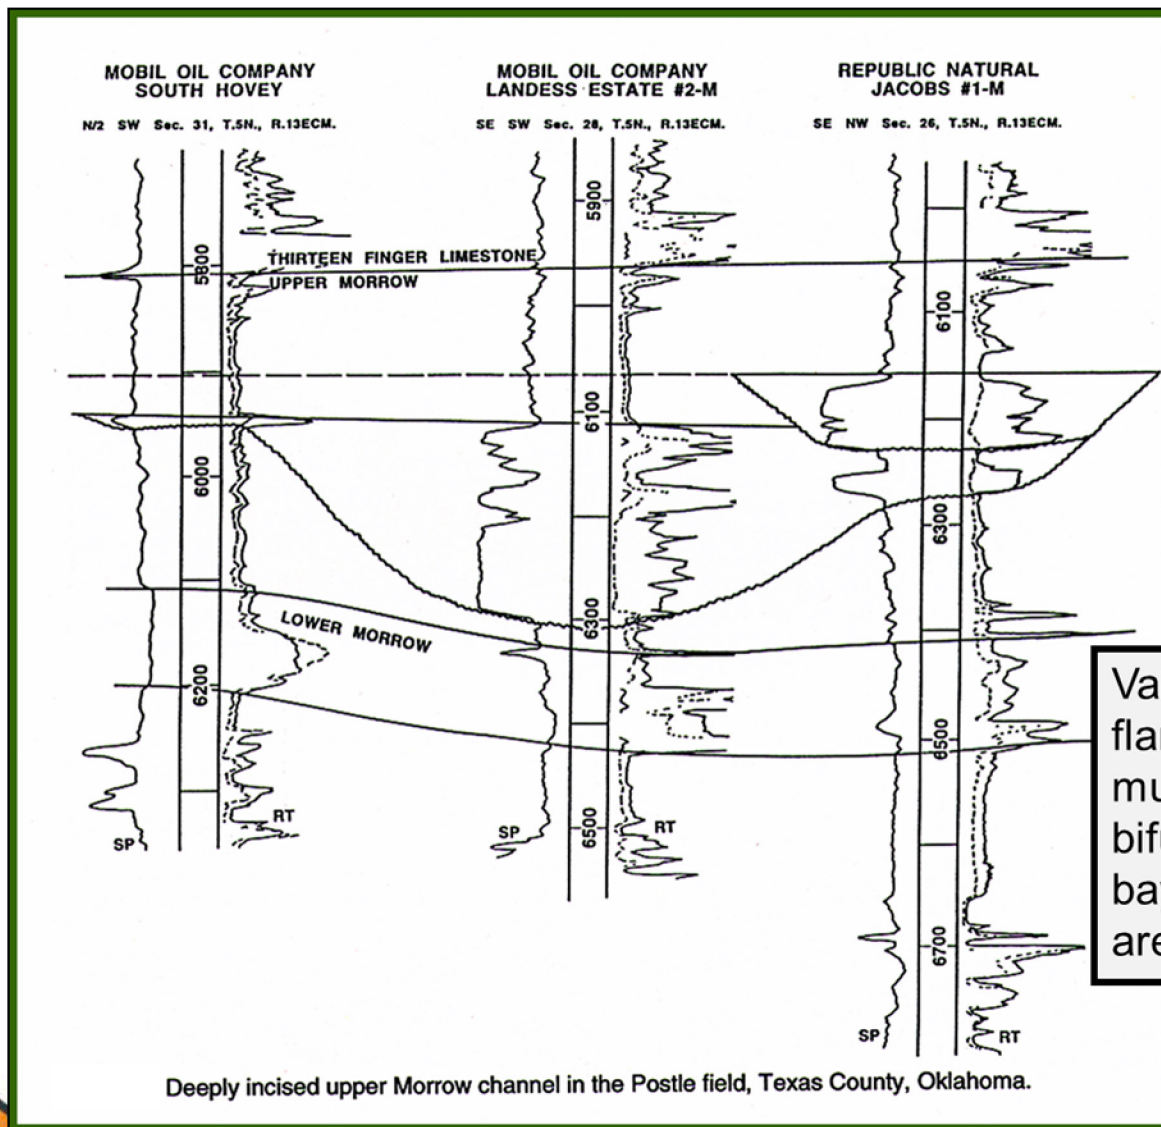 MOBIL OIL COMPANY
SOUTH HOVEY
N/2 SW Sec. 31, T.5N., R.13ECM.
MOBIL OIL COMPANY
LANDESS ESTATE #2-M
SE SW Sec. 28, T.5N., R.13ECM.
REPUBLIC NATURAL
JACOBS #1-M
SE NW Sec. 26, T.5N., R.13ECM.
THIRTEEN FINGER LIMESTONE
UPPER MORROW
LOWER MORROW
5800
6000
6200
SP
RT
5900
6100
6300
6500
SP
RT
6100
6300
6500
6700
SP
RT
Deeply incised upper Morrow channel in the Postle field, Texas County, Oklahoma.